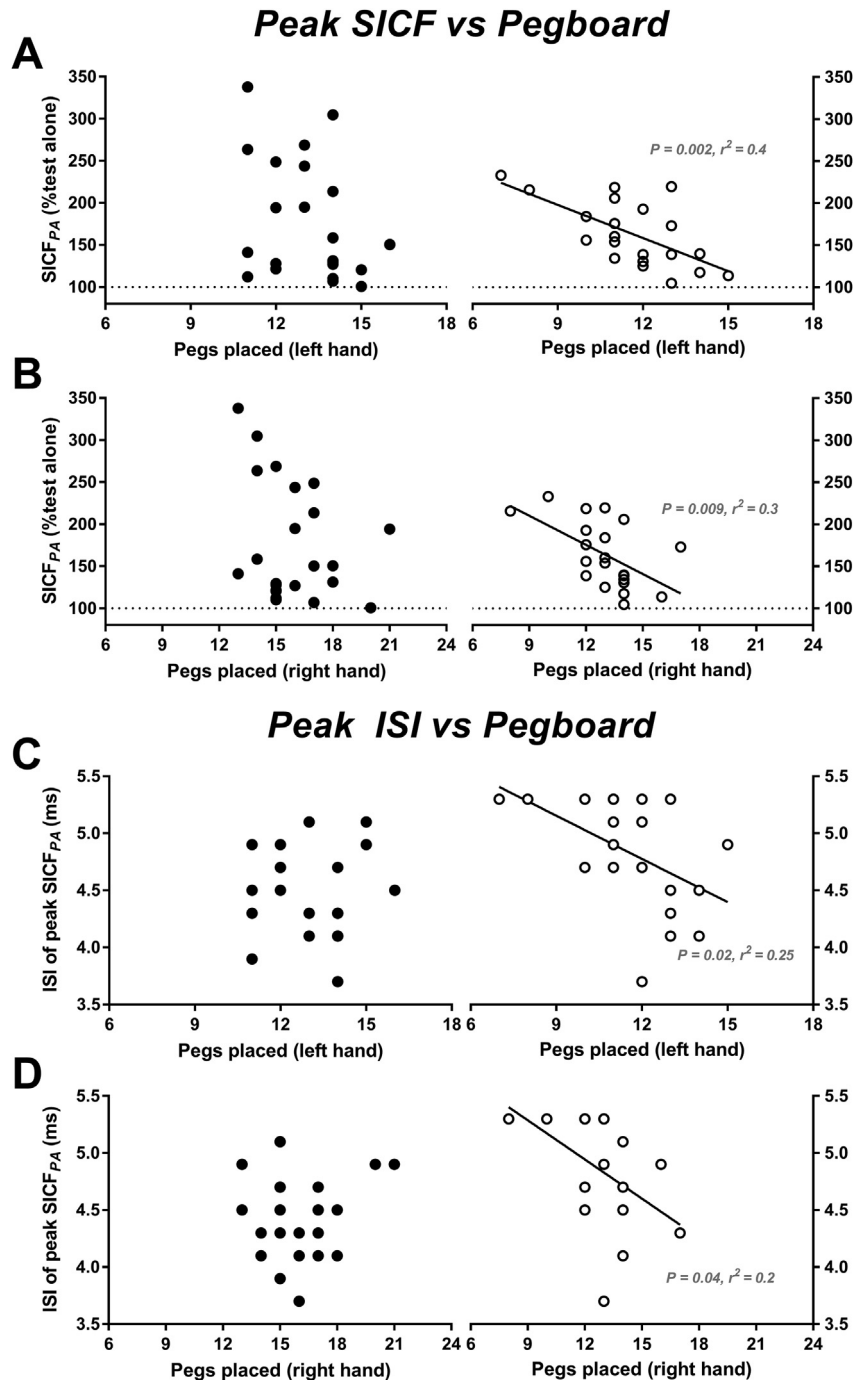 Peak SICF vs Pegboard
A
350
300
250
200
150
100
SICF_PA (%test alone)
6 9 12 15 18
Pegs placed (left hand)
P = 0.002, r² = 0.4
350
300
250
200
150
100
6 9 12 15 18
Pegs placed (left hand)
B
350
300
250
200
150
100
SICF_PA (%test alone)
6 9 12 15 18 21 24
Pegs placed (right hand)
P = 0.009, r² = 0.3
350
300
250
200
150
100
6 9 12 15 18 21 24
Pegs placed (right hand)
Peak ISI vs Pegboard
C
5.5
5.0
4.5
4.0
3.5
ISI of peak SICF_PA (ms)
6 9 12 15 18
Pegs placed (left hand)
P = 0.02, r² = 0.25
5.5
5.0
4.5
4.0
3.5
6 9 12 15 18
Pegs placed (left hand)
D
5.5
5.0
4.5
4.0
3.5
ISI of peak SICF_PA (ms)
6 9 12 15 18 21 24
Pegs placed (right hand)
P = 0.04, r² = 0.2
5.5
5.0
4.5
4.0
3.5
6 9 12 15 18 21 24
Pegs placed (right hand)